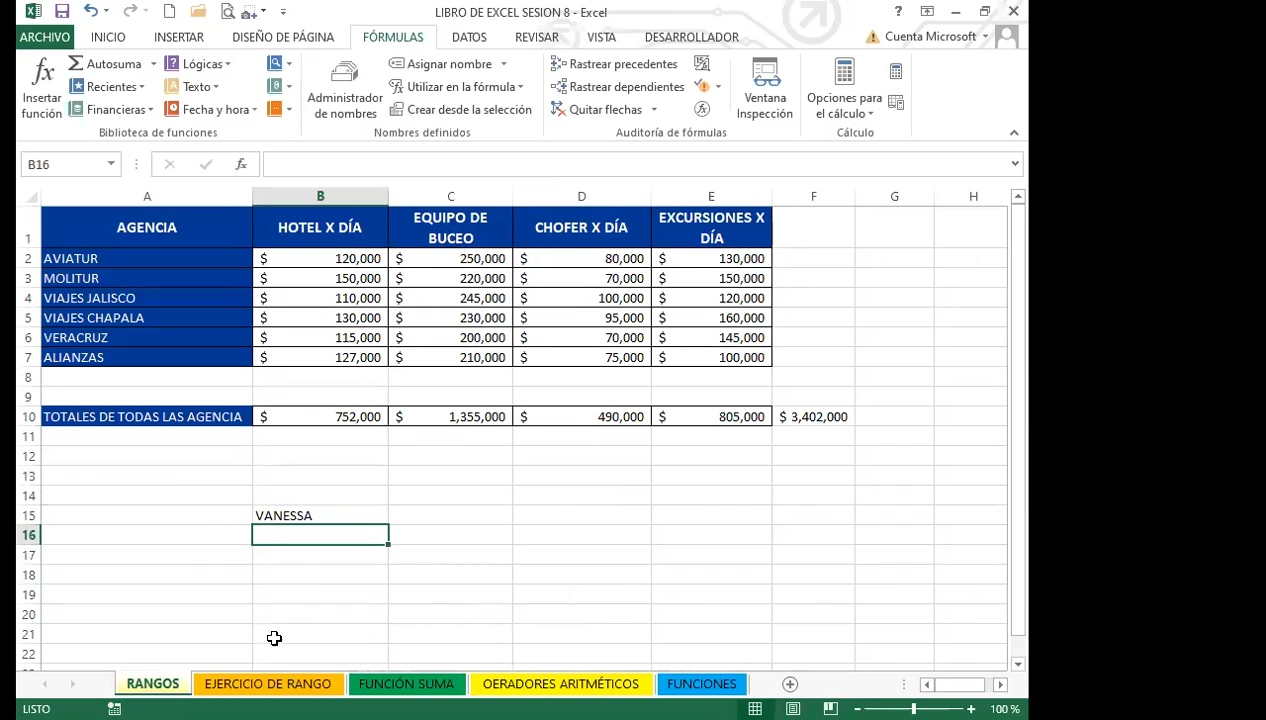 LIBRO DE EXCEL SESION 8 - Excel
ARCHIVO INICIO INSERTAR DISEÑO DE PÁGINA FÓRMULAS DATOS REVISAR VISTA DESARROLLADOR Cuenta Microsoft
fx Insertar función
Σ Autosuma
Recientes
Financieras
Lógicas
Texto
Fecha y hora
Biblioteca de funciones
Administrador de nombres
Asignar nombre
Utilizar en la fórmula
Crear desde la selección
Nombres definidos
Rastrear precedentes
Rastrear dependientes
Quitar flechas
Auditoría de fórmulas
Ventana Inspección
Opciones para el cálculo
Cálculo
B16 fx
A B C D E F G H
1 AGENCIA HOTEL X DÍA EQUIPO DE BUCEO CHOFER X DÍA EXCURSIONES X DÍA
2 AVIATUR $ 120,000 $ 250,000 $ 80,000 $ 130,000
3 MOLITUR $ 150,000 $ 220,000 $ 70,000 $ 150,000
4 VIAJES JALISCO $ 110,000 $ 245,000 $ 100,000 $ 120,000
5 VIAJES CHAPALA $ 130,000 $ 230,000 $ 95,000 $ 160,000
6 VERACRUZ $ 115,000 $ 200,000 $ 70,000 $ 145,000
7 ALIANZAS $ 127,000 $ 210,000 $ 75,000 $ 100,000
8
9
10 TOTALES DE TODAS LAS AGENCIA $ 752,000 $ 1,355,000 $ 490,000 $ 805,000 $ 3,402,000
11
12
13
14
15 VANESSA
16
17
18
19
20
21
22
RANGOS EJERCICIO DE RANGO FUNCIÓN SUMA OERADORES ARITMÉTICOS FUNCIONES
LISTO 100 %